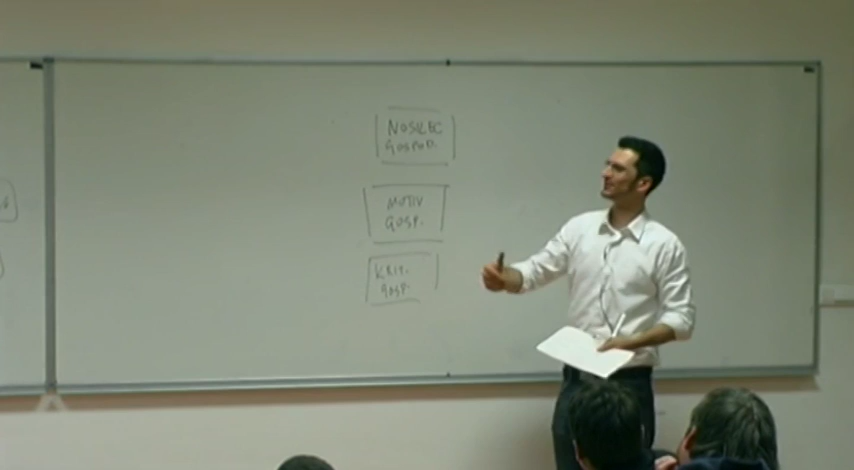 NOSILEC
GOSPOD.
MOTIV
GOSP.
KRIT.
GOSP.